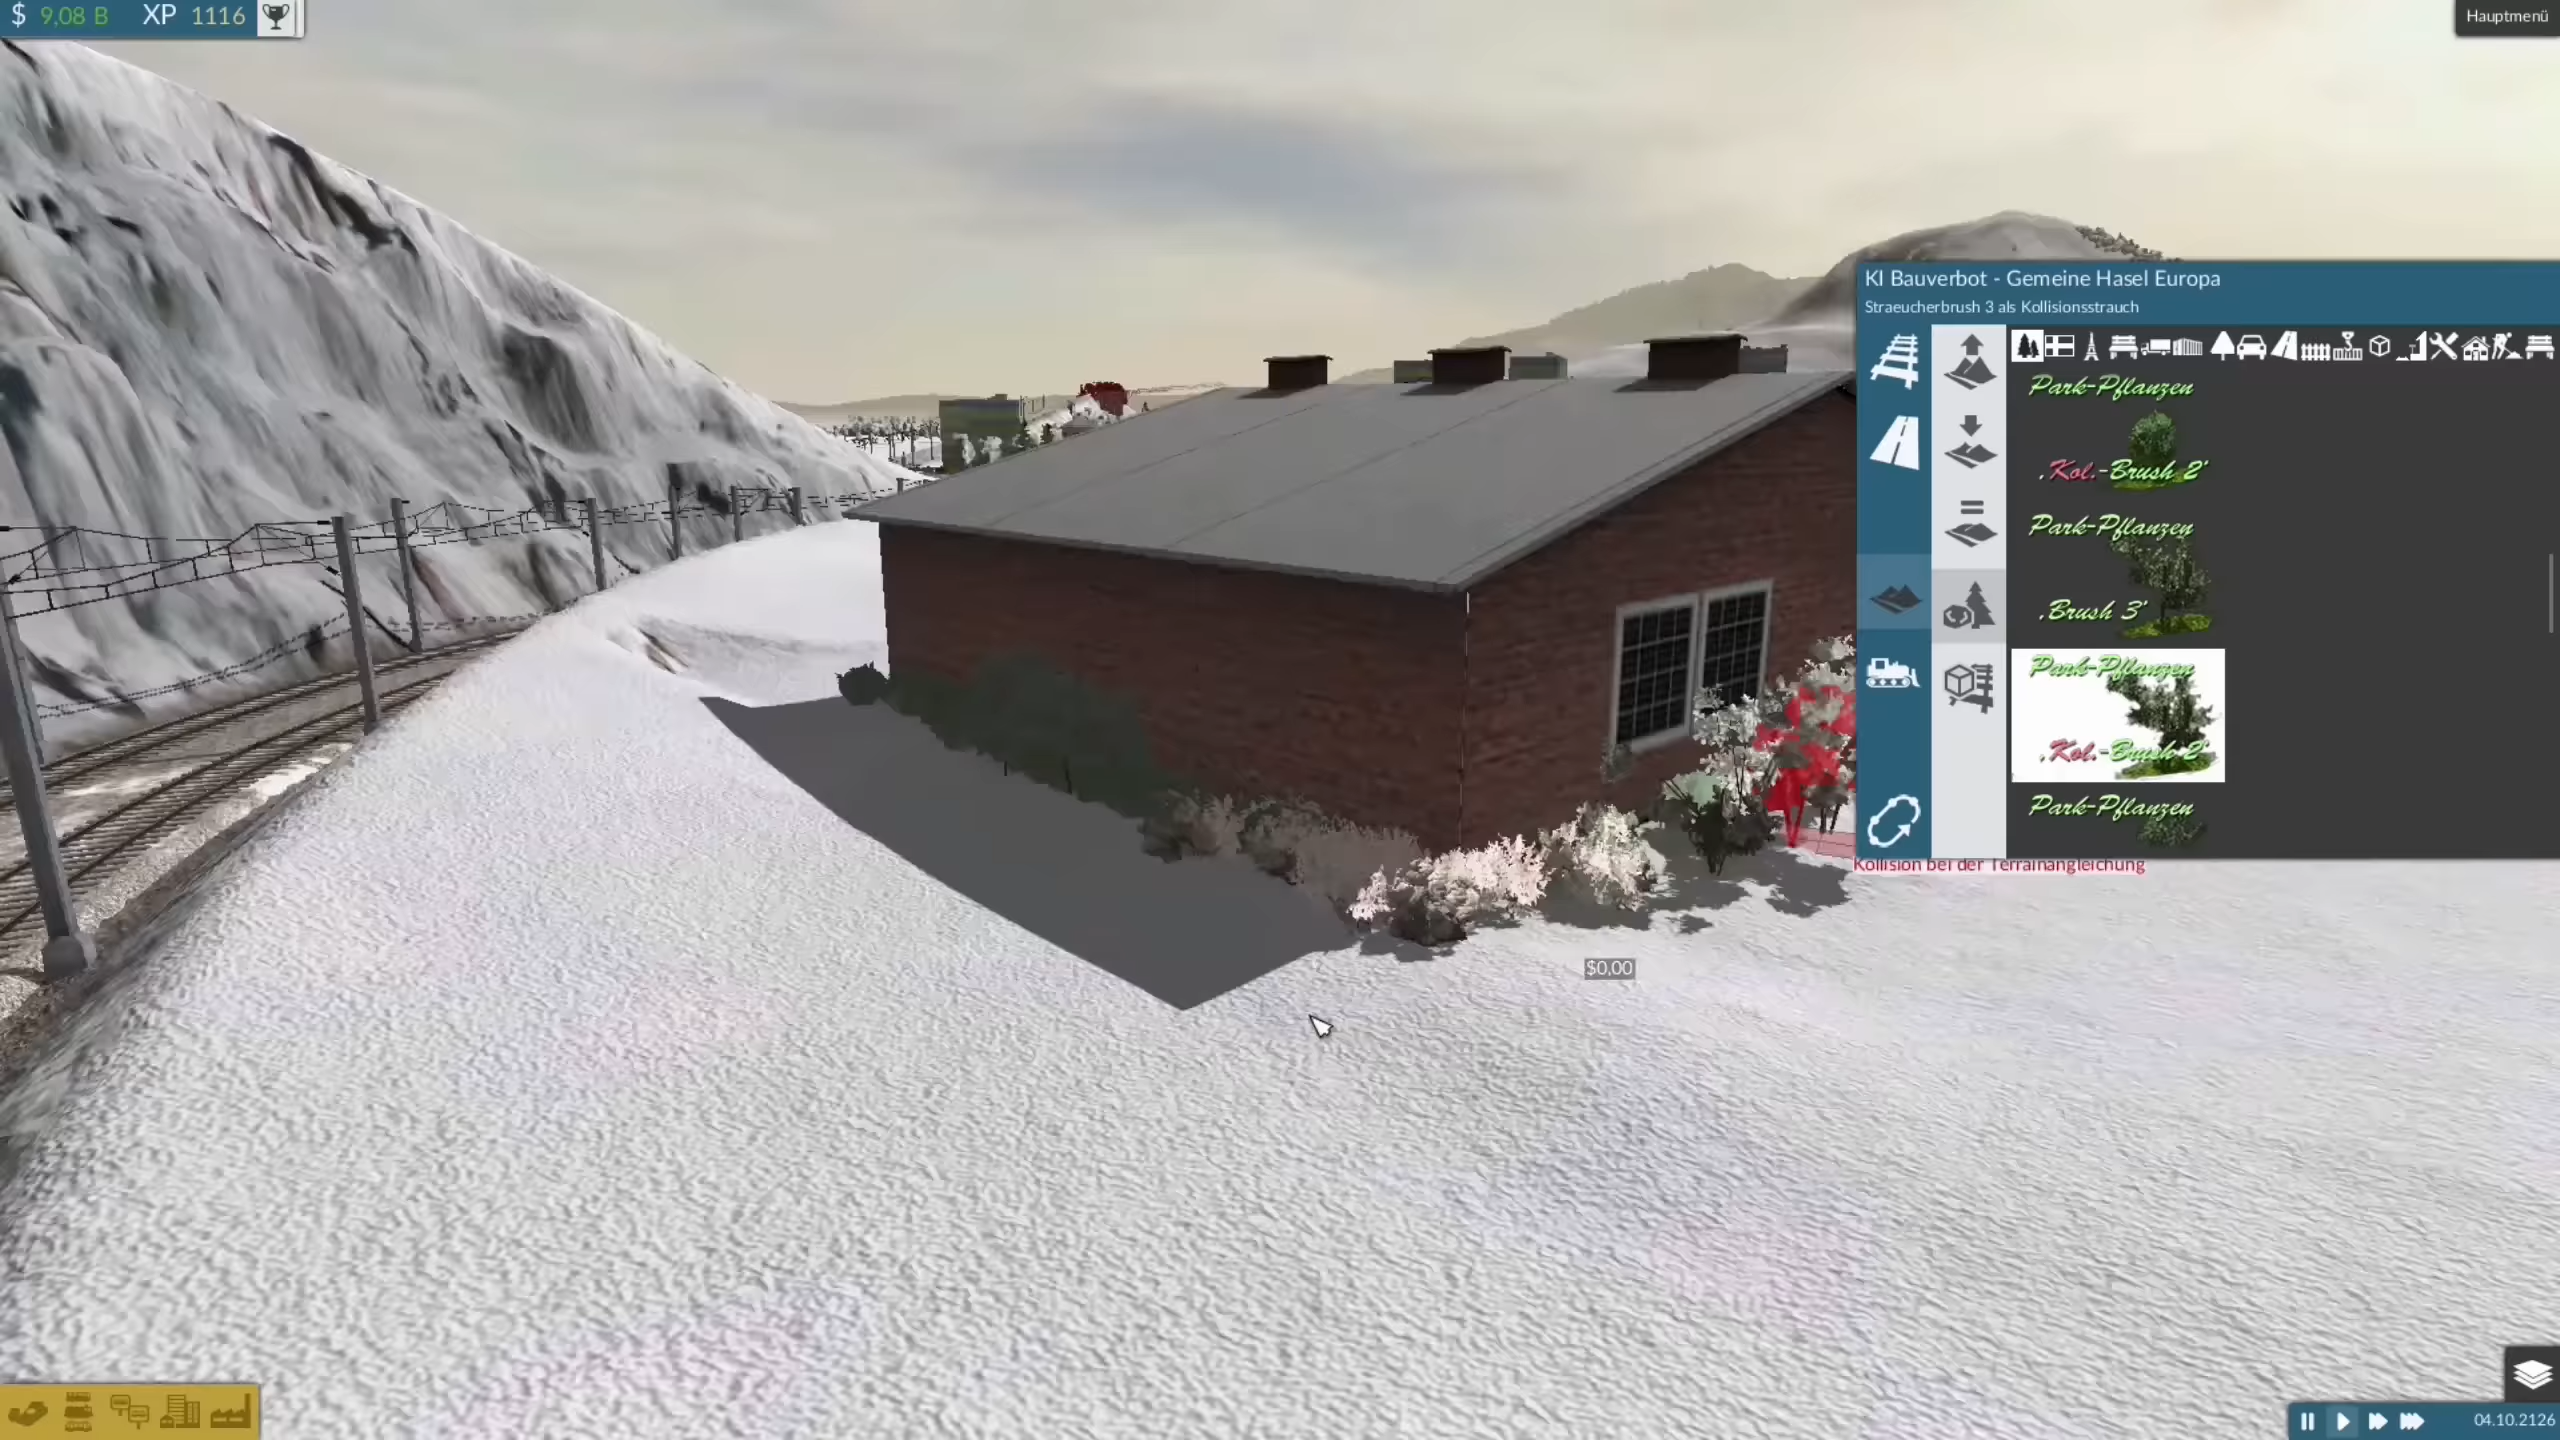 $ 9,08 B XP 1116
Hauptmenü
KI Bauverbot - Gemeine Hasel Europa
Straeucherbrush 3 als Kollisionsstrauch
Park-Pflanzen
‚Kol.-Brush 2'
Park-Pflanzen
‚Brush 3'
Park-Pflanzen
‚Kol.-Brush 2'
Park-Pflanzen
Kollision bei der Terrainangleichung
$0,00
04.10.2126